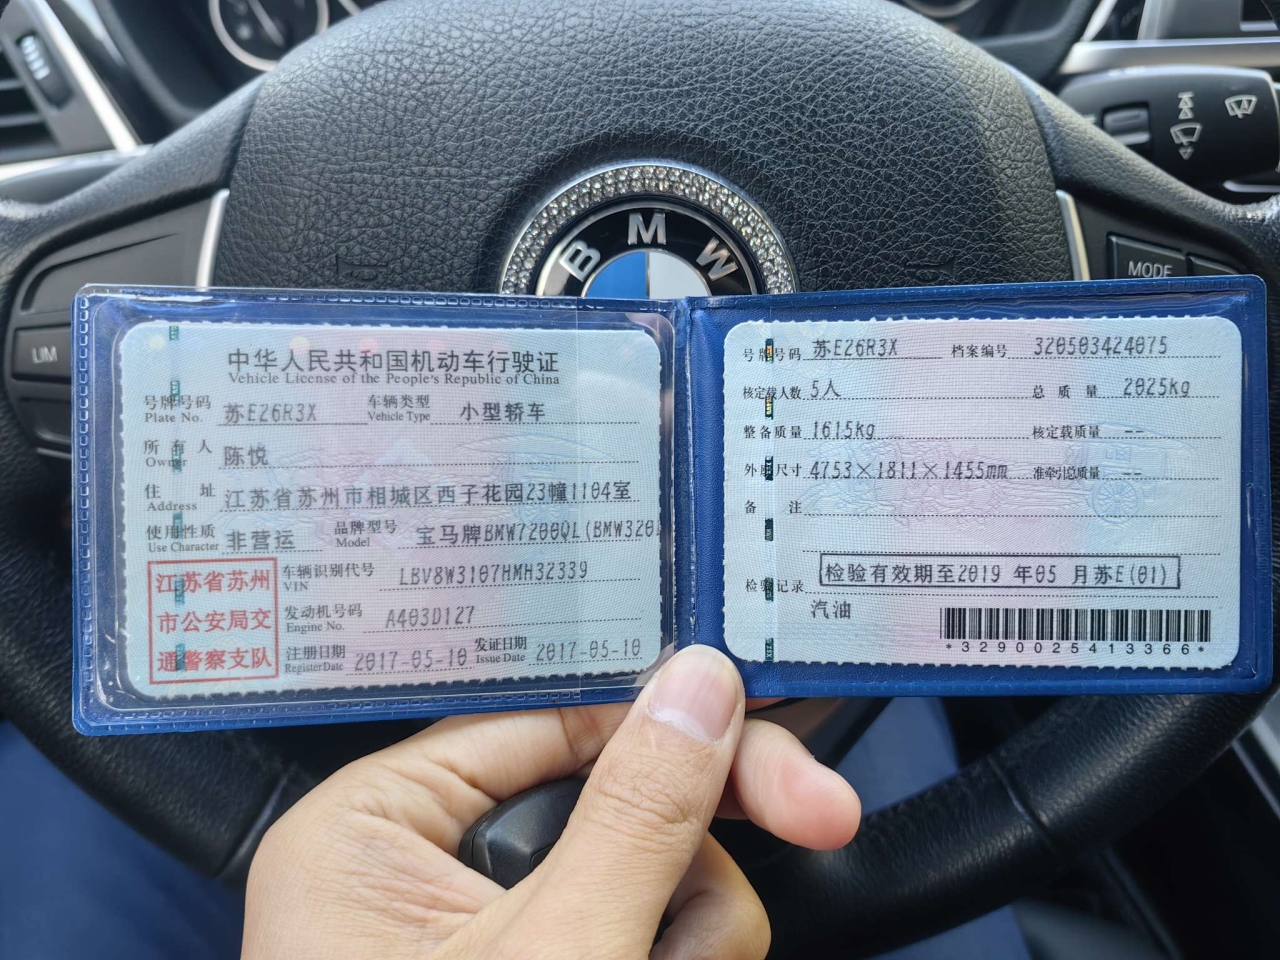 BMW
MODE
LIM
中华人民共和国机动车行驶证
Vehicle License of the People's Republic of China
号牌号码 苏E26R3X 车辆类型 小型轿车
Plate No. Vehicle Type
所有人 陈悦
Owner
住址 江苏省苏州市相城区西子花园23幢1104室
Address
使用性质 非营运 品牌型号 宝马牌BMW7200QL(BMW320
Use Character Model
江苏省苏州
市公安局交
通警察支队
车辆识别代号 LBV8W3107HMH32339
VIN
发动机号码 A403D127
Engine No.
注册日期 2017-05-10 发证日期 2017-05-10
Register Date Issue Date
号牌号码 苏E26R3X 档案编号 320503424075
核定载人数 5人 总质量 2025kg
整备质量 1615kg 核定载质量 --
外廓尺寸 4753×1811×1455mm 准牵引总质量 --
备注
检验记录 检验有效期至2019 年05 月苏E(01)
汽油
*3290025413366*